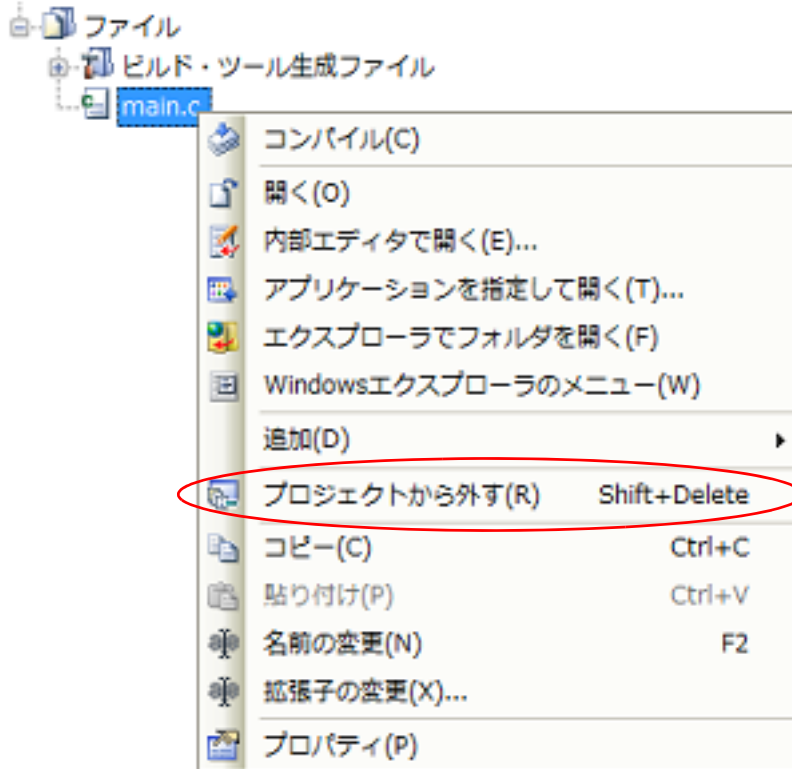 ファイル
ビルド・ツール生成ファイル
main.c
コンパイル(C)
開く(O)
内部エディタで開く(E)...
アプリケーションを指定して開く(T)...
エクスプローラでフォルダを開く(F)
Windowsエクスプローラのメニュー(W)
追加(D)
プロジェクトから外す(R) Shift+Delete
コピー(C) Ctrl+C
貼り付け(P) Ctrl+V
名前の変更(N) F2
拡張子の変更(X)...
プロパティ(P)